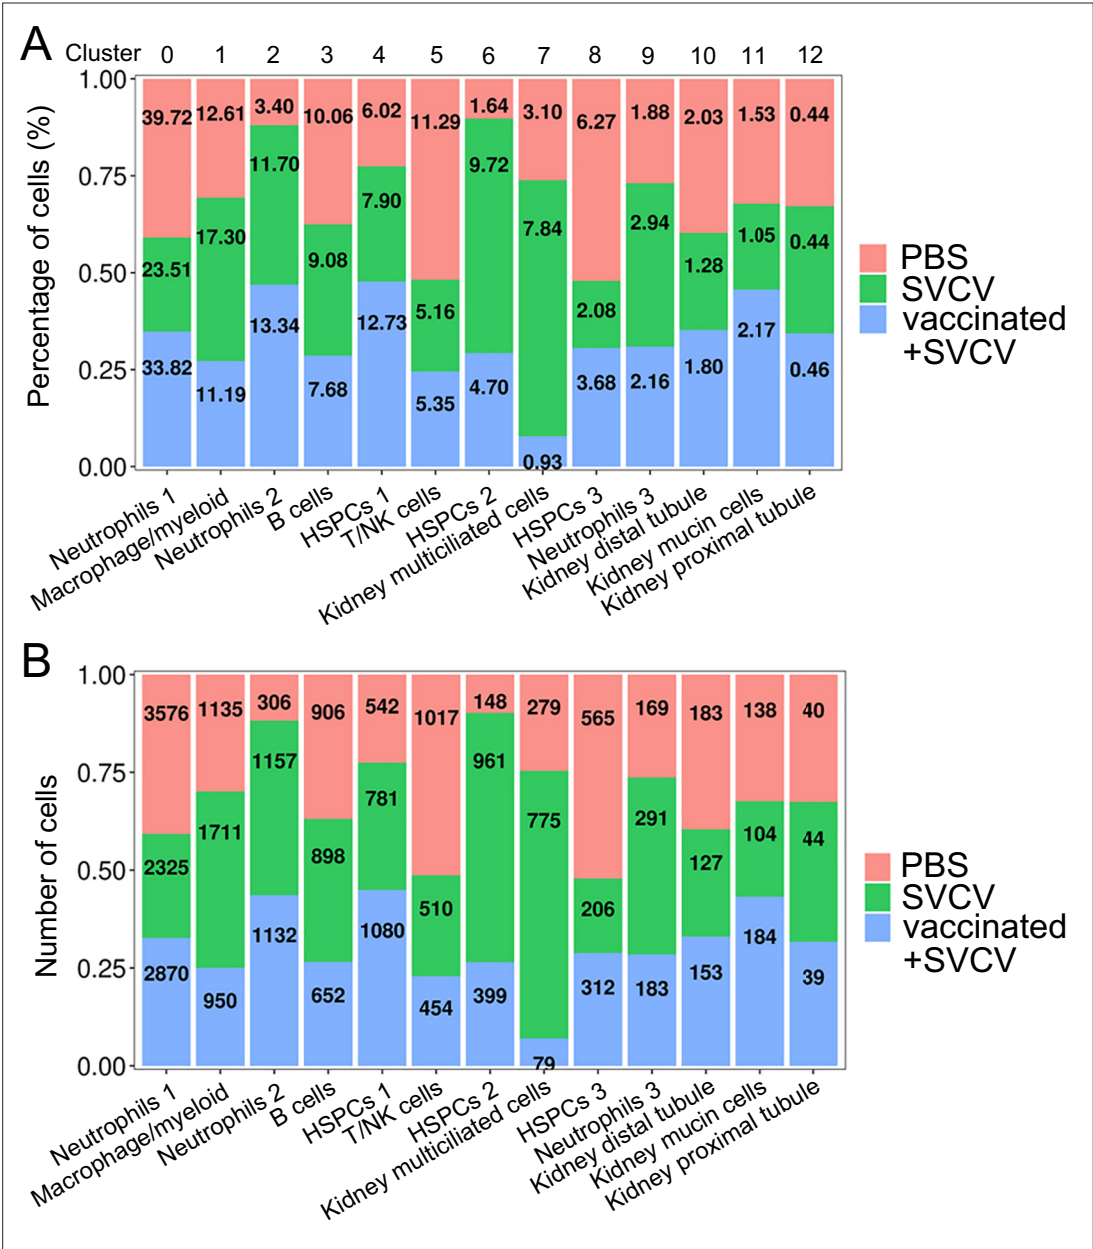 A
Cluster 0 1 2 3 4 5 6 7 8 9 10 11 12
Percentage of cells (%)
1.00
0.75
0.50
0.25
0.00
39.72 12.61 3.40 10.06 6.02 11.29 1.64 3.10 6.27 1.88 2.03 1.53 0.44
23.51 17.30 11.70 9.08 7.90 5.16 9.72 7.84 2.08 2.94 1.28 1.05 0.44
33.82 11.19 13.34 7.68 12.73 5.35 4.70 0.93 3.68 2.16 1.80 2.17 0.46
PBS
SVCV
vaccinated
+SVCV
Neutrophils 1
Macrophage/myeloid
Neutrophils 2
B cells
HSPCs 1
T/NK cells
HSPCs 2
Kidney multiciliated cells
HSPCs 3
Neutrophils 3
Kidney distal tubule
Kidney mucin cells
Kidney proximal tubule
B
Number of cells
1.00
0.75
0.50
0.25
0.00
3576 1135 306 906 542 1017 148 279 565 169 183 138 40
2325 1711 1157 898 781 510 961 775 206 291 127 104 44
2870 950 1132 652 1080 454 399 79 312 183 153 184 39
PBS
SVCV
vaccinated
+SVCV
Neutrophils 1
Macrophage/myeloid
Neutrophils 2
B cells
HSPCs 1
T/NK cells
HSPCs 2
Kidney multiciliated cells
HSPCs 3
Neutrophils 3
Kidney distal tubule
Kidney mucin cells
Kidney proximal tubule